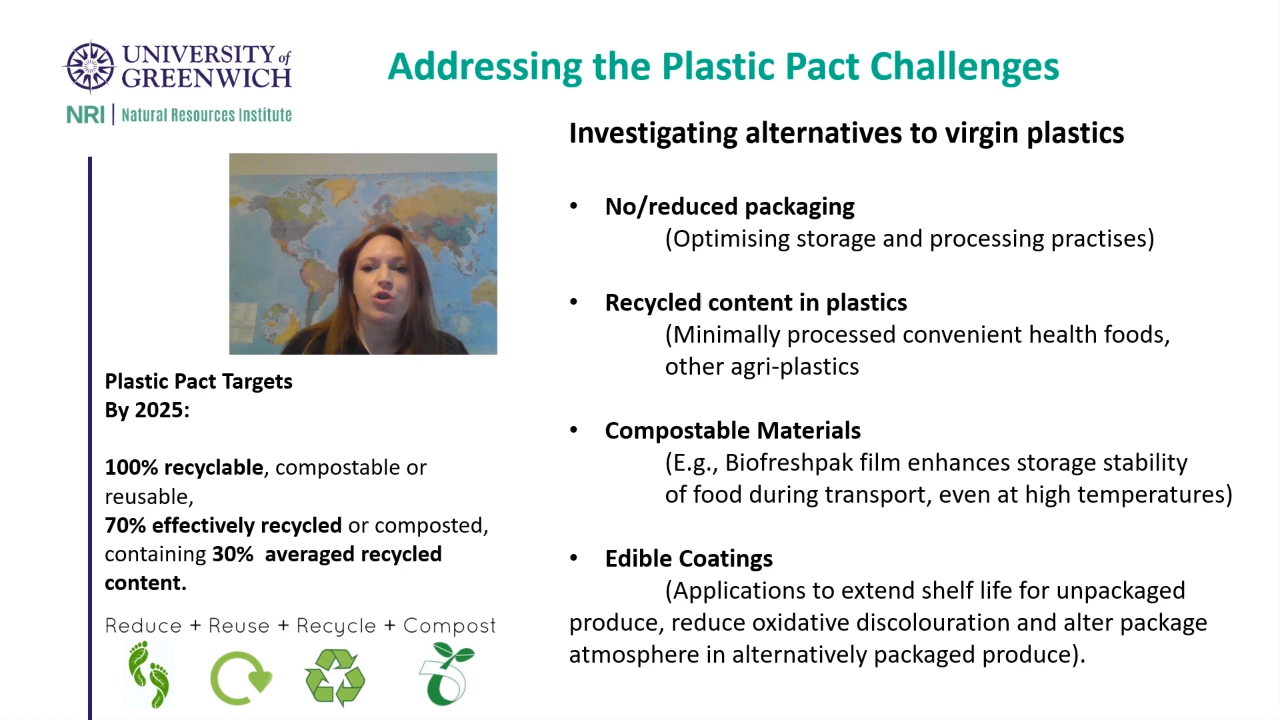 UNIVERSITY of
GREENWICH
NRI | Natural Resources Institute
Addressing the Plastic Pact Challenges
Investigating alternatives to virgin plastics
• No/reduced packaging
(Optimising storage and processing practises)
• Recycled content in plastics
(Minimally processed convenient health foods,
other agri-plastics
• Compostable Materials
(E.g., Biofreshpak film enhances storage stability
of food during transport, even at high temperatures)
• Edible Coatings
(Applications to extend shelf life for unpackaged
produce, reduce oxidative discolouration and alter package
atmosphere in alternatively packaged produce).
Plastic Pact Targets
By 2025:
100% recyclable, compostable or
reusable,
70% effectively recycled or composted,
containing 30% averaged recycled
content.
Reduce + Reuse + Recycle + Compost